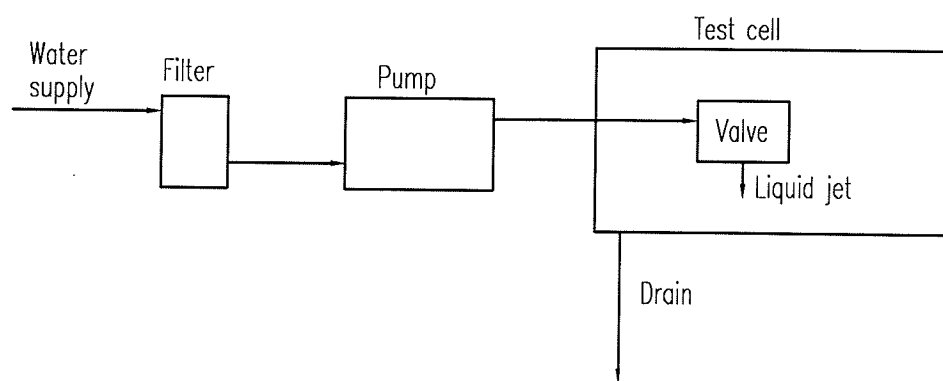 Test cell
Water
supply
Filter
Pump
Valve
Liquid jet
Drain